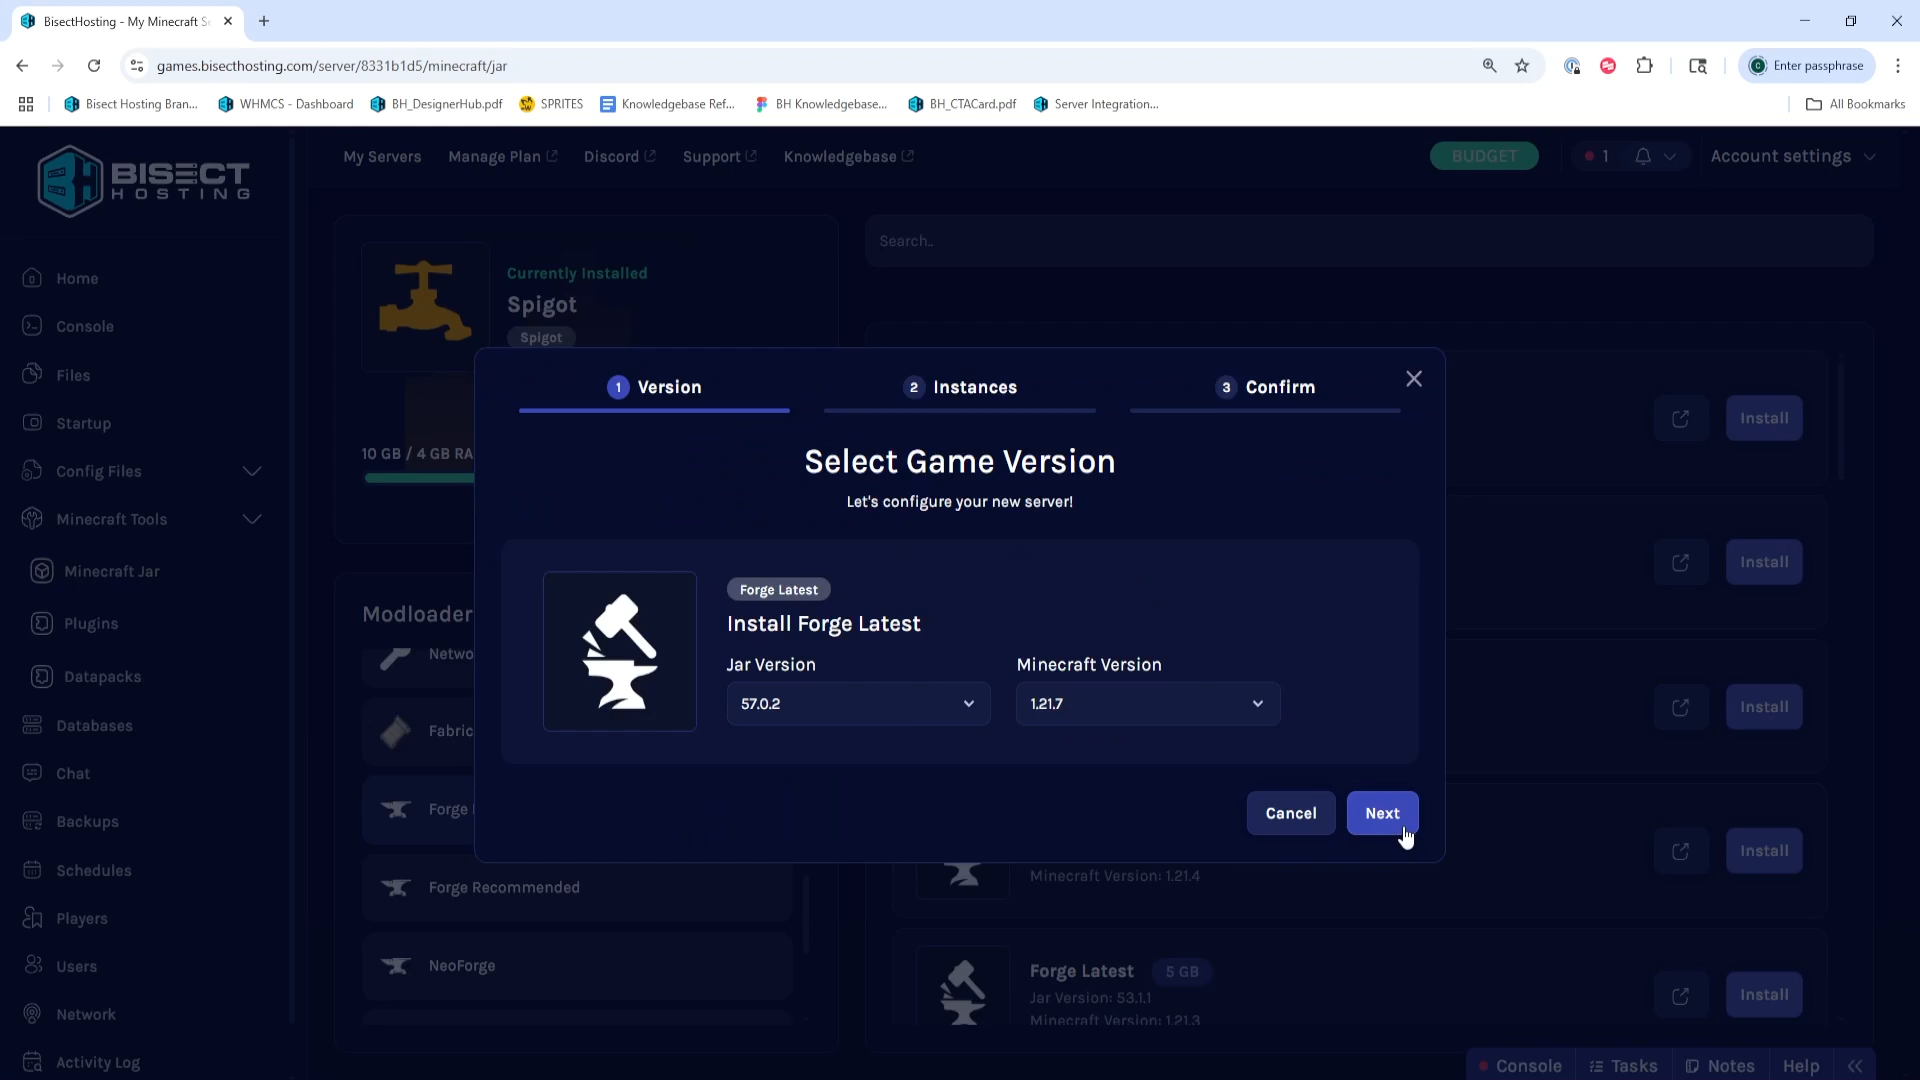 BisectHosting - My Minecraft S
games.bisecthosting.com/server/8331b1d5/minecraft/jar
Enter passphrase
Bisect Hosting Bran...
WHMCS - Dashboard
BH_DesignerHub.pdf
SPRITES
Knowledgebase Ref...
BH Knowledgebase...
BH_CTACard.pdf
Server Integration...
All Bookmarks
BISECT
HOSTING
My Servers
Manage Plan
Discord
Support
Knowledgebase
BUDGET
1
Account settings
Home
Console
Files
Startup
Config Files
Minecraft Tools
Minecraft Jar
Plugins
Datapacks
Databases
Chat
Backups
Schedules
Players
Users
Network
Activity Log
Currently Installed
Spigot
Spigot
10 GB / 4 GB RA
Modloader
Netwo
Fabric
Forge
Forge Recommended
NeoForge
Search..
1 Version
2 Instances
3 Confirm
Select Game Version
Let's configure your new server!
Forge Latest
Install Forge Latest
Jar Version
Minecraft Version
57.0.2
1.21.7
Cancel
Next
Install
Install
Install
Install
Minecraft Version: 1.21.4
Forge Latest
5 GB
Jar Version: 53.1.1
Minecraft Version: 1.21.3
Install
Console
Tasks
Notes
Help